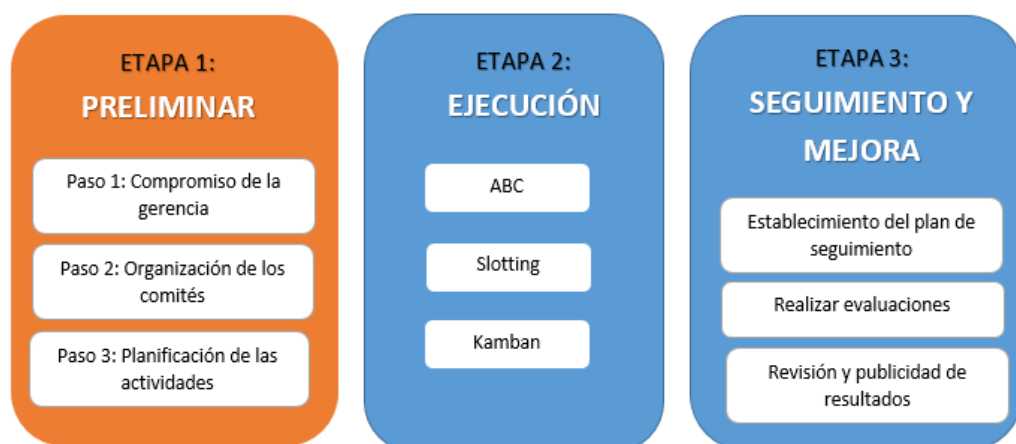 ETAPA 1:
PRELIMINAR
Paso 1: Compromiso de la
gerencia
Paso 2: Organización de los
comités
Paso 3: Planificación de las
actividades
ETAPA 2:
EJECUCIÓN
ABC
Slotting
Kamban
ETAPA 3:
SEGUIMIENTO Y
MEJORA
Establecimiento del plan de
seguimiento
Realizar evaluaciones
Revisión y publicidad de
resultados